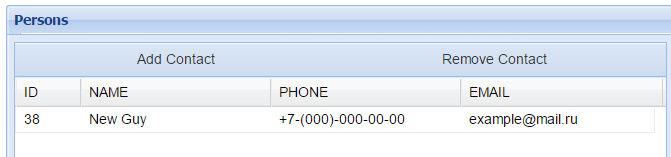 Persons
Add Contact Remove Contact
ID NAME PHONE EMAIL
38 New Guy +7-(000)-000-00-00 example@mail.ru